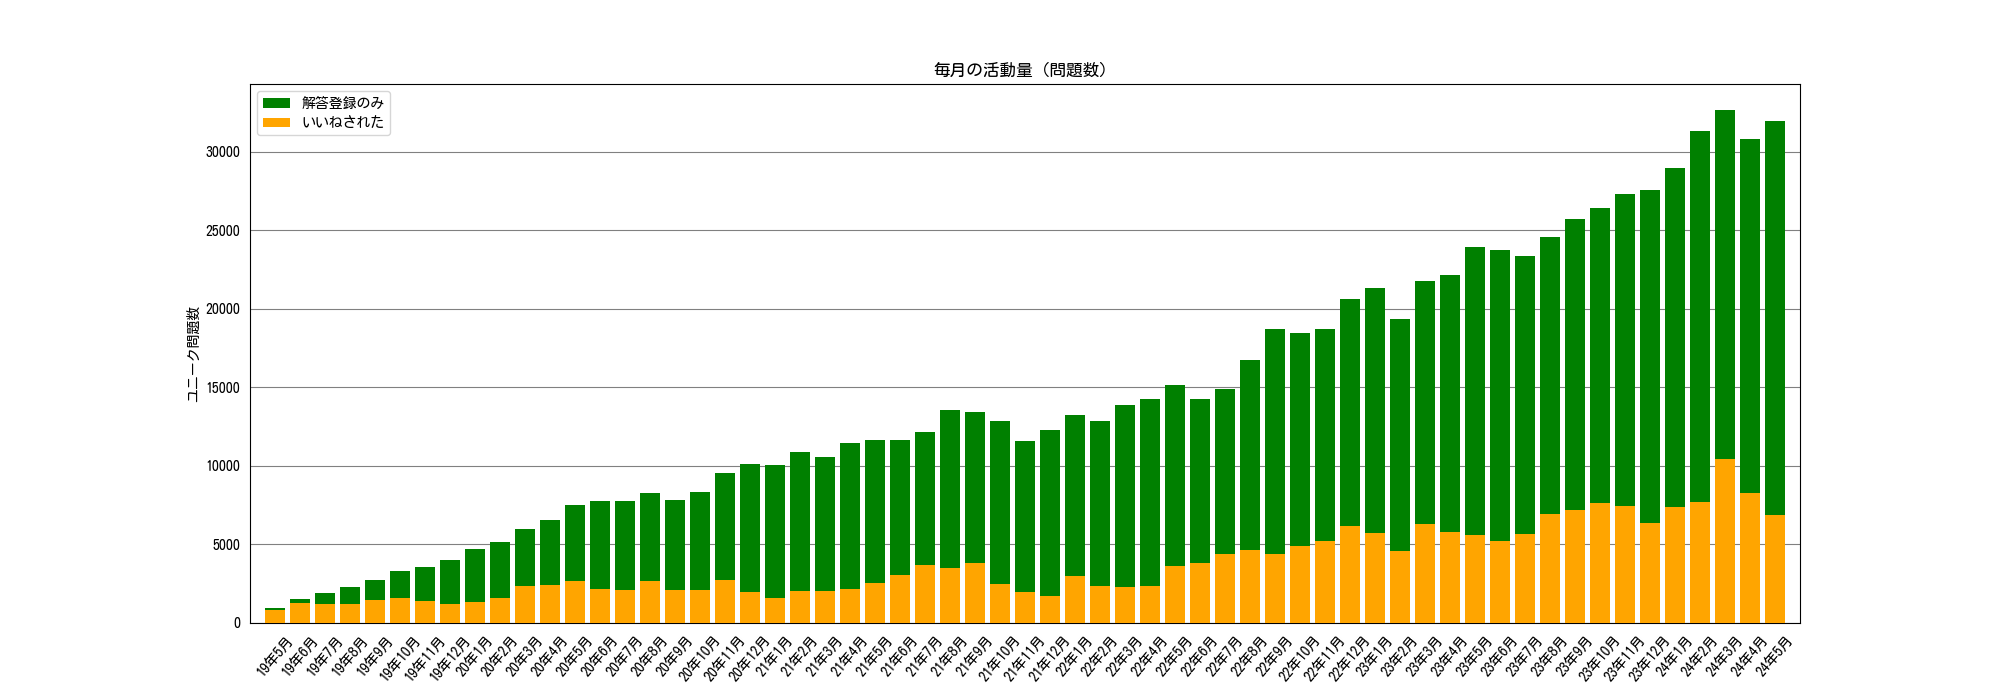 毎月の活動量（問題数）
解答登録のみ
いいねされた
ユニーク問題数
30000
25000
20000
15000
10000
5000
0
19年5月
19年6月
19年7月
19年8月
19年9月
19年10月
19年11月
19年12月
20年1月
20年2月
20年3月
20年4月
20年5月
20年6月
20年7月
20年8月
20年9月
20年10月
20年11月
20年12月
21年1月
21年2月
21年3月
21年4月
21年5月
21年6月
21年7月
21年8月
21年9月
21年10月
21年11月
21年12月
22年1月
22年2月
22年3月
22年4月
22年5月
22年6月
22年7月
22年8月
22年9月
22年10月
22年11月
22年12月
23年1月
23年2月
23年3月
23年4月
23年5月
23年6月
23年7月
23年8月
23年9月
23年10月
23年11月
23年12月
24年1月
24年2月
24年3月
24年4月
24年5月